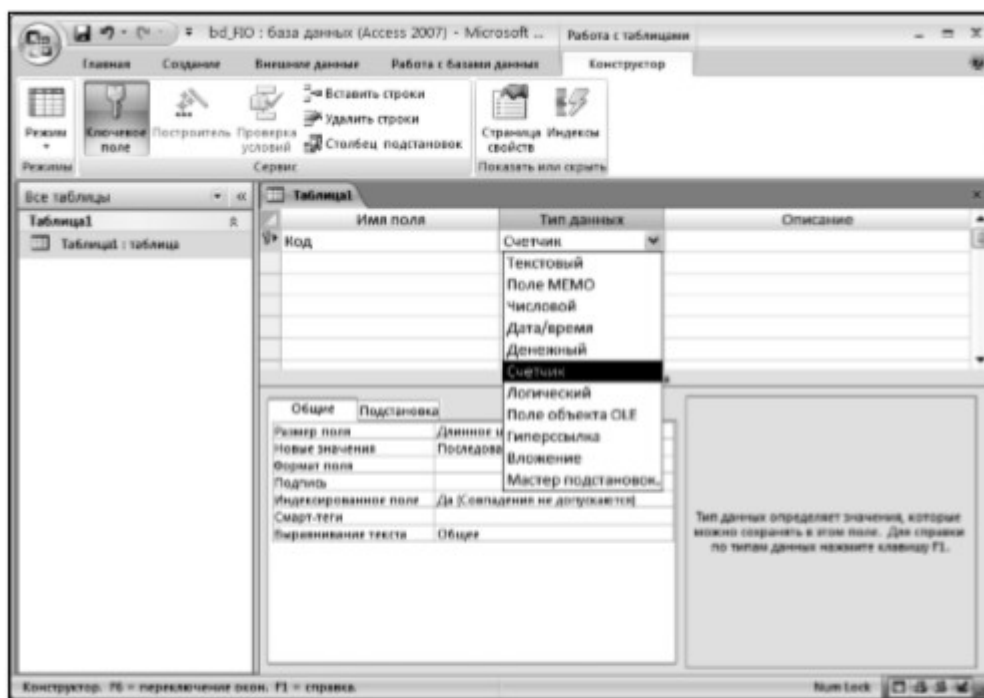 bd_FIO : база данных (Access 2007) - Microsoft ...
Работа с таблицами
Главная Создание Внешние данные Работа с базами данных Конструктор
Режим
Ключевое поле
Построитель
Проверка условий
Вставить строки
Удалить строки
Столбец подстановок
Страница свойств
Индексы
Режимы
Сервис
Показать или скрыть
Все таблицы
Таблица1
Таблица1 : таблица
Таблица1
Имя поля Тип данных Описание
Код Счетчик
Текстовый
Поле МЕМО
Числовой
Дата/время
Денежный
Счетчик
Логический
Поле объекта OLE
Гиперссылка
Вложение
Мастер подстановок.
Общие Подстановка
Размер поля Длинное ц
Новые значения Последова
Формат поля
Подпись
Индексированное поле Да (Совпадения не допускаются)
Смарт-теги
Выравнивание текста Общее
Тип данных определяет значения, которые
можно сохранять в этом поле. Для справки
по типам данных нажмите клавишу F1.
Конструктор. F6 = переключение окон. F1 = справка.
Num Lock